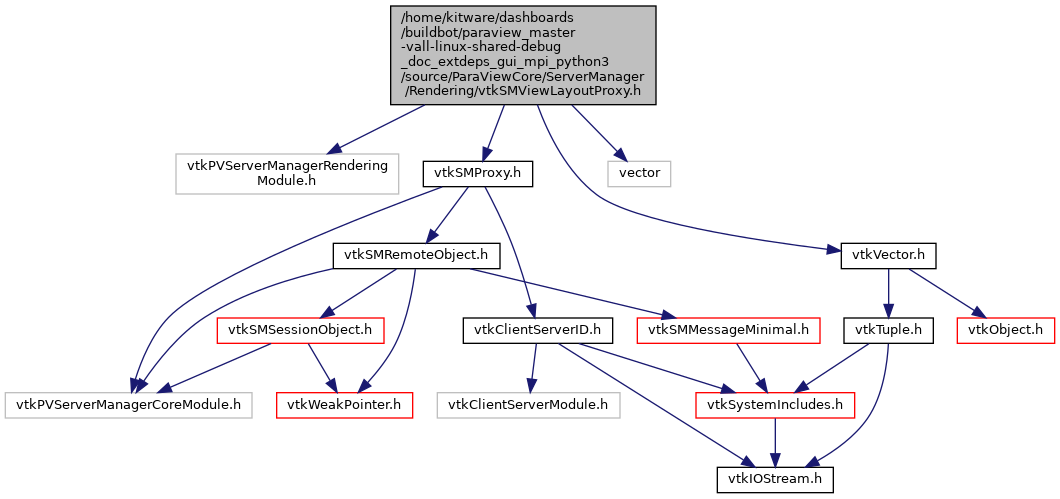 /home/kitware/dashboards
/buildbot/paraview_master
-vall-linux-shared-debug
_doc_extdeps_gui_mpi_python3
/source/ParaViewCore/ServerManager
/Rendering/vtkSMViewLayoutProxy.h
vtkPVServerManagerRendering
Module.h
vtkSMProxy.h
vector
vtkSMRemoteObject.h
vtkVector.h
vtkSMSessionObject.h
vtkClientServerID.h
vtkSMMessageMinimal.h
vtkTuple.h
vtkObject.h
vtkPVServerManagerCoreModule.h
vtkWeakPointer.h
vtkClientServerModule.h
vtkSystemIncludes.h
vtkIOStream.h